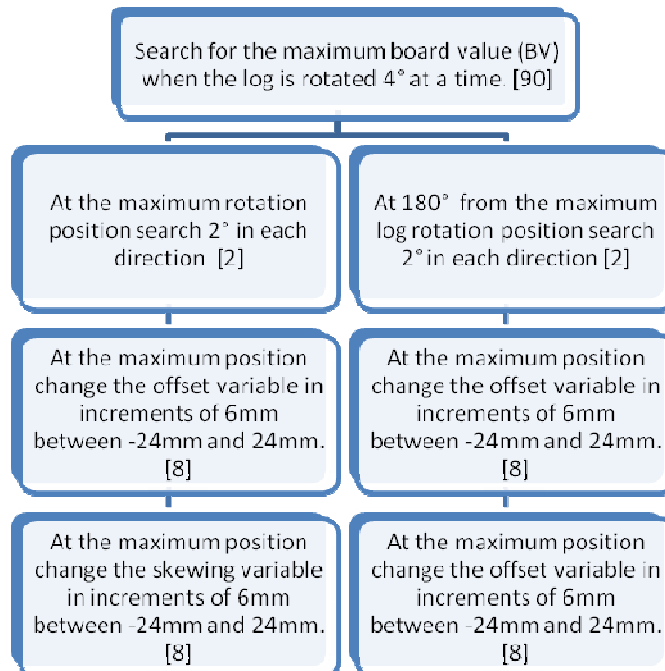 Search for the maximum board value (BV)
when the log is rotated 4° at a time. [90]
At the maximum rotation
position search 2° in each
direction [2]
At 180° from the maximum
log rotation position search
2° in each direction [2]
At the maximum position
change the offset variable in
increments of 6mm
between -24mm and 24mm.
[8]
At the maximum position
change the offset variable in
increments of 6mm
between -24mm and 24mm.
[8]
At the maximum position
change the skewing variable
in increments of 6mm
between -24mm and 24mm.
[8]
At the maximum position
change the offset variable in
increments of 6mm
between -24mm and 24mm.
[8]